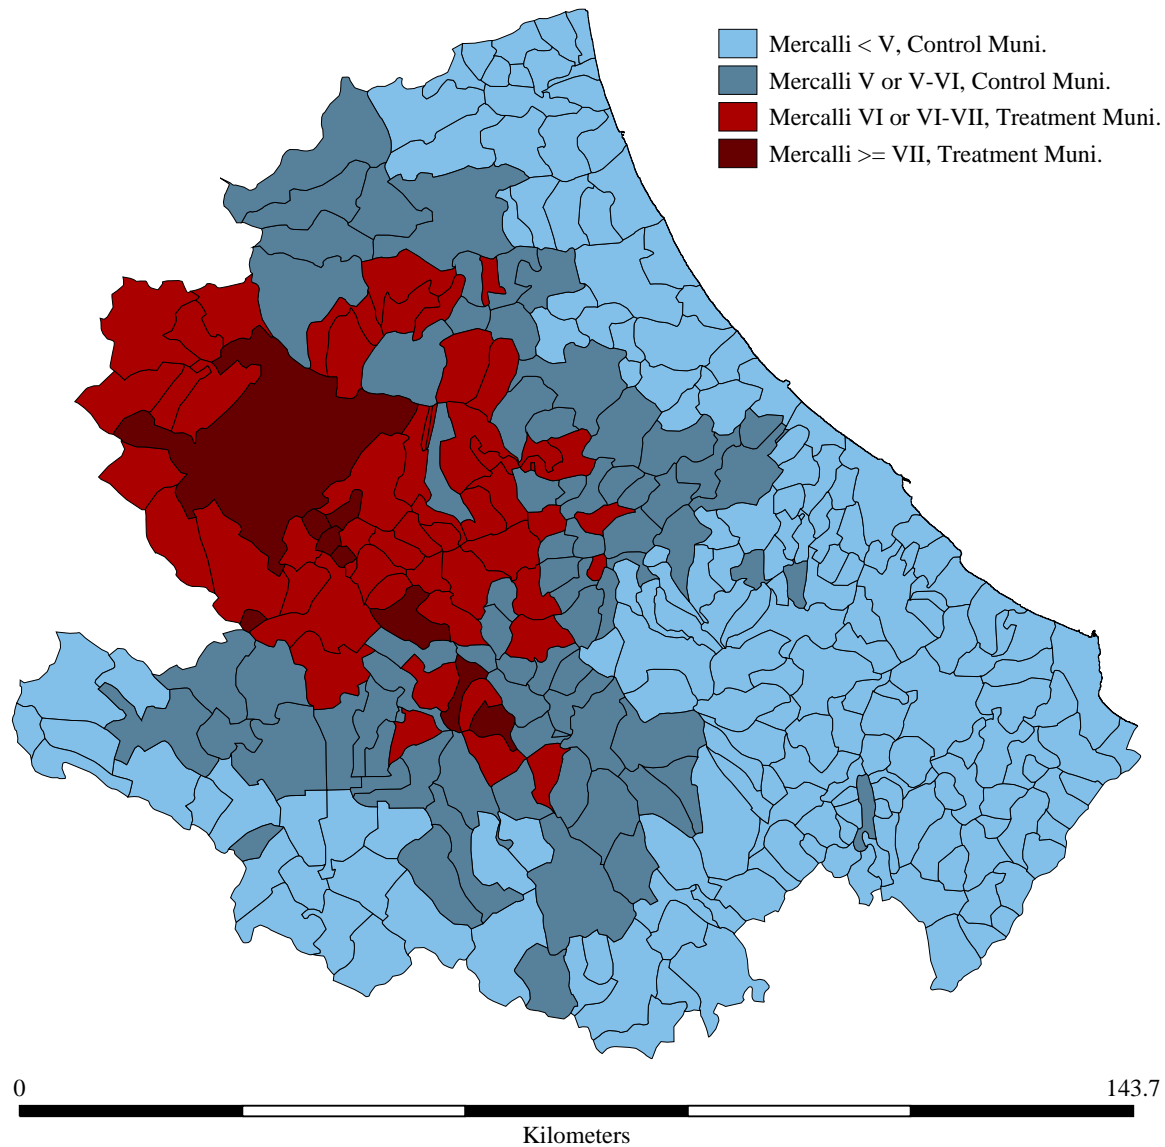 Mercalli < V, Control Muni.
Mercalli V or V-VI, Control Muni.
Mercalli VI or VI-VII, Treatment Muni.
Mercalli >= VII, Treatment Muni.
0 143.7
Kilometers